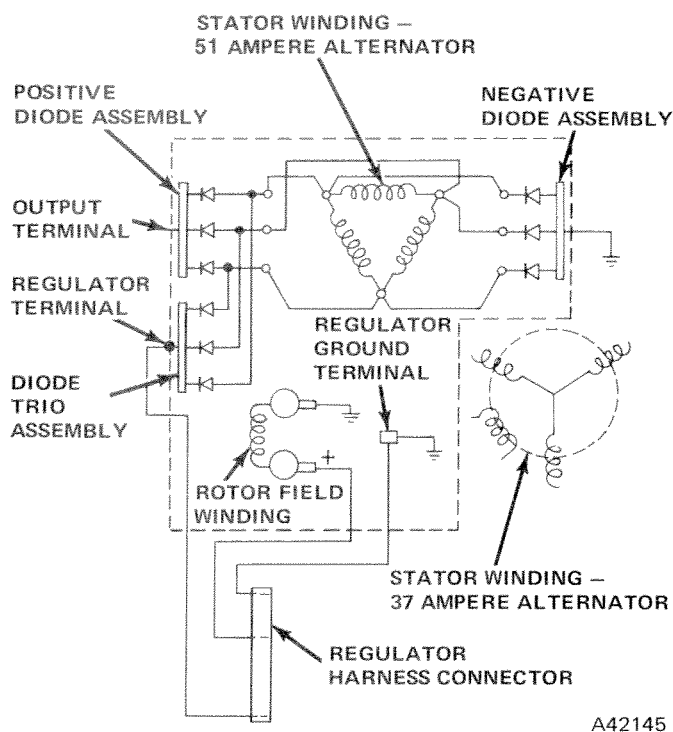 STATOR WINDING –
51 AMPERE ALTERNATOR
POSITIVE
DIODE ASSEMBLY
NEGATIVE
DIODE ASSEMBLY
OUTPUT
TERMINAL
REGULATOR
TERMINAL
REGULATOR
GROUND
TERMINAL
DIODE
TRIO
ASSEMBLY
+
ROTOR FIELD
WINDING
STATOR WINDING –
37 AMPERE ALTERNATOR
REGULATOR
HARNESS CONNECTOR
A42145